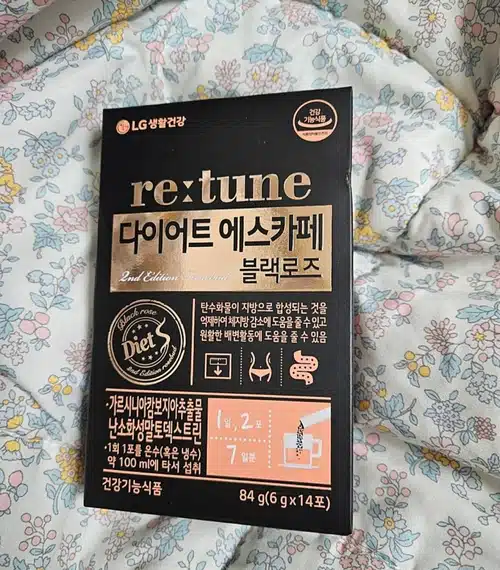 LG생활건강
건강
기능식품
re:tune
다이어트 에스카페
2nd Edition
블랙로즈
Black rose
Diet S
탄수화물이 지방으로 합성되는 것을
억제하여 체지방 감소에 도움을 줄 수 있고
원활한 배변활동에 도움을 줄 수 있음
·가르시니아캄보지아추출물
난소화성말토덱스트린
·1회 1포를 온수(혹은 냉수)
약 100 ml에 타서 섭취
1일, 2포
7일분
건강기능식품
84 g(6 g x 14포)